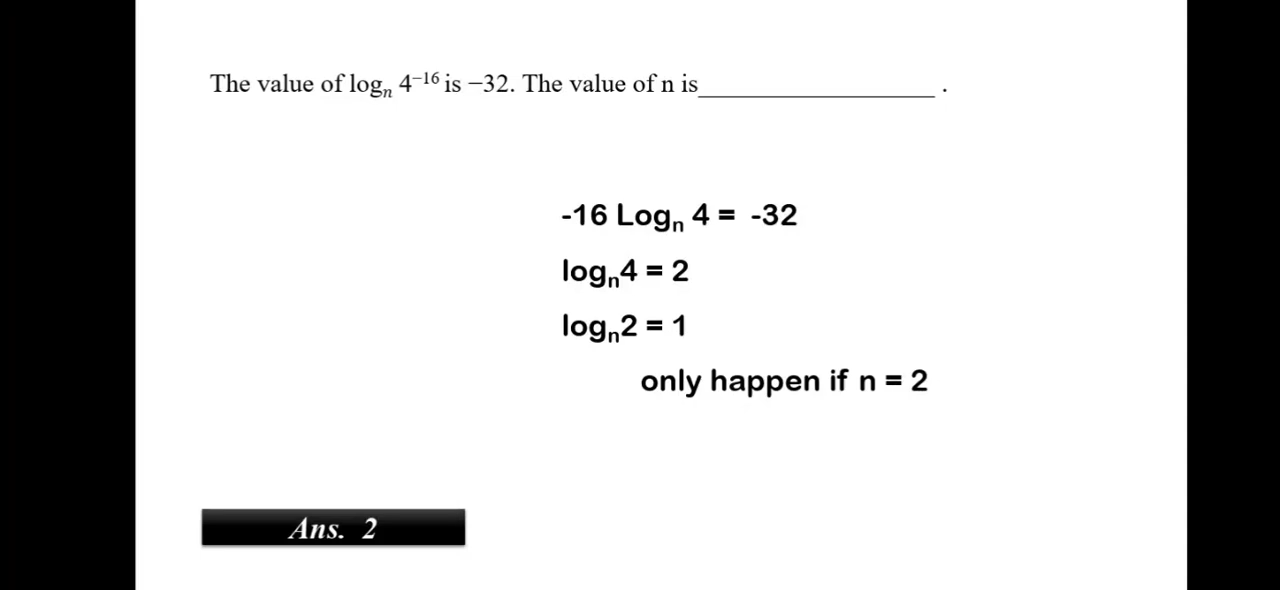 The value of logₙ 4⁻¹⁶ is −32. The value of n is____________________ .
-16 Logₙ 4 = -32
logₙ4 = 2
logₙ2 = 1
only happen if n = 2
Ans. 2